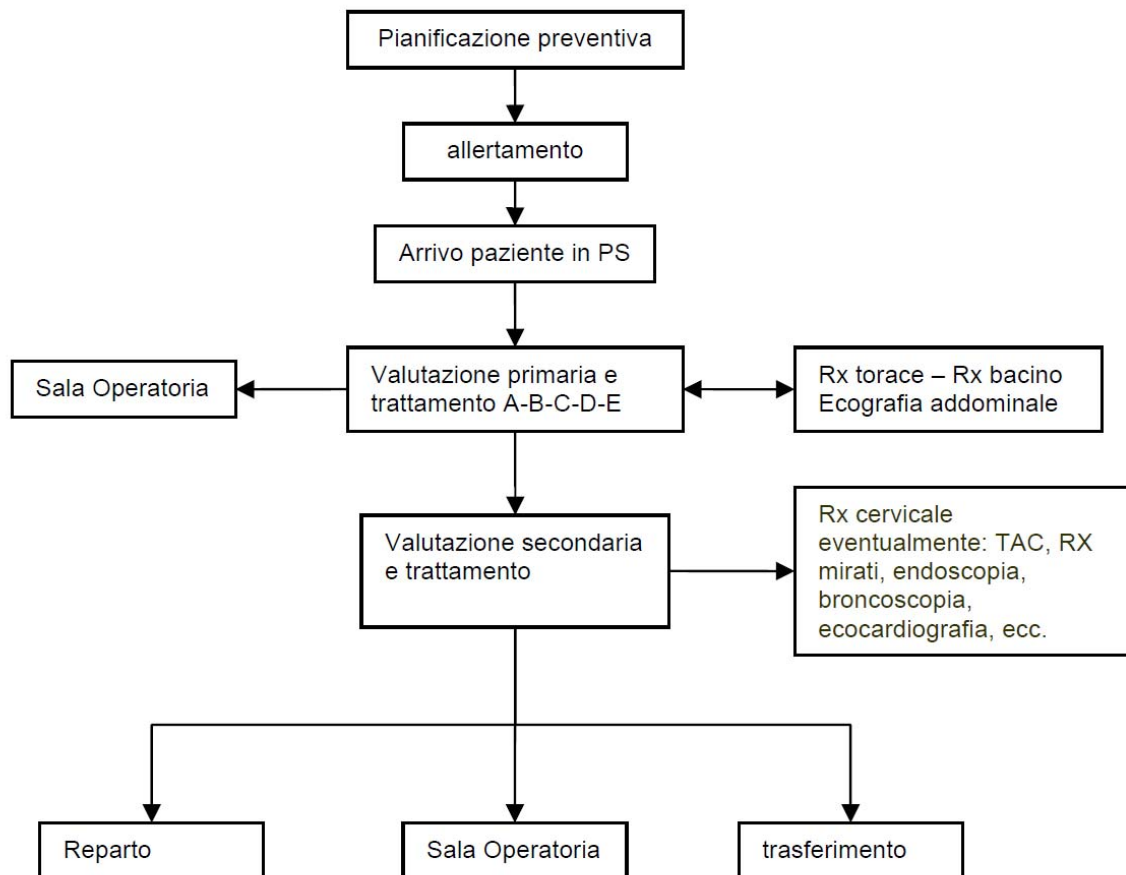 Pianificazione preventiva
allertamento
Arrivo paziente in PS
Sala Operatoria
Valutazione primaria e
trattamento A-B-C-D-E
Rx torace – Rx bacino
Ecografia addominale
Valutazione secondaria
e trattamento
Rx cervicale
eventualmente: TAC, RX
mirati, endoscopia,
broncoscopia,
ecocardiografia, ecc.
Reparto
Sala Operatoria
trasferimento